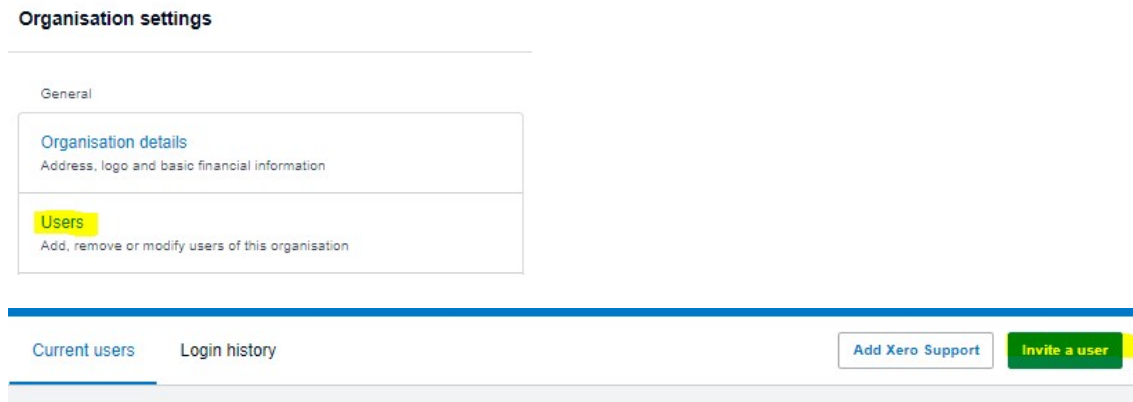 Organisation settings
General
Organisation details
Address, logo and basic financial information
Users
Add, remove or modify users of this organisation
Current users Login history Add Xero Support Invite a user